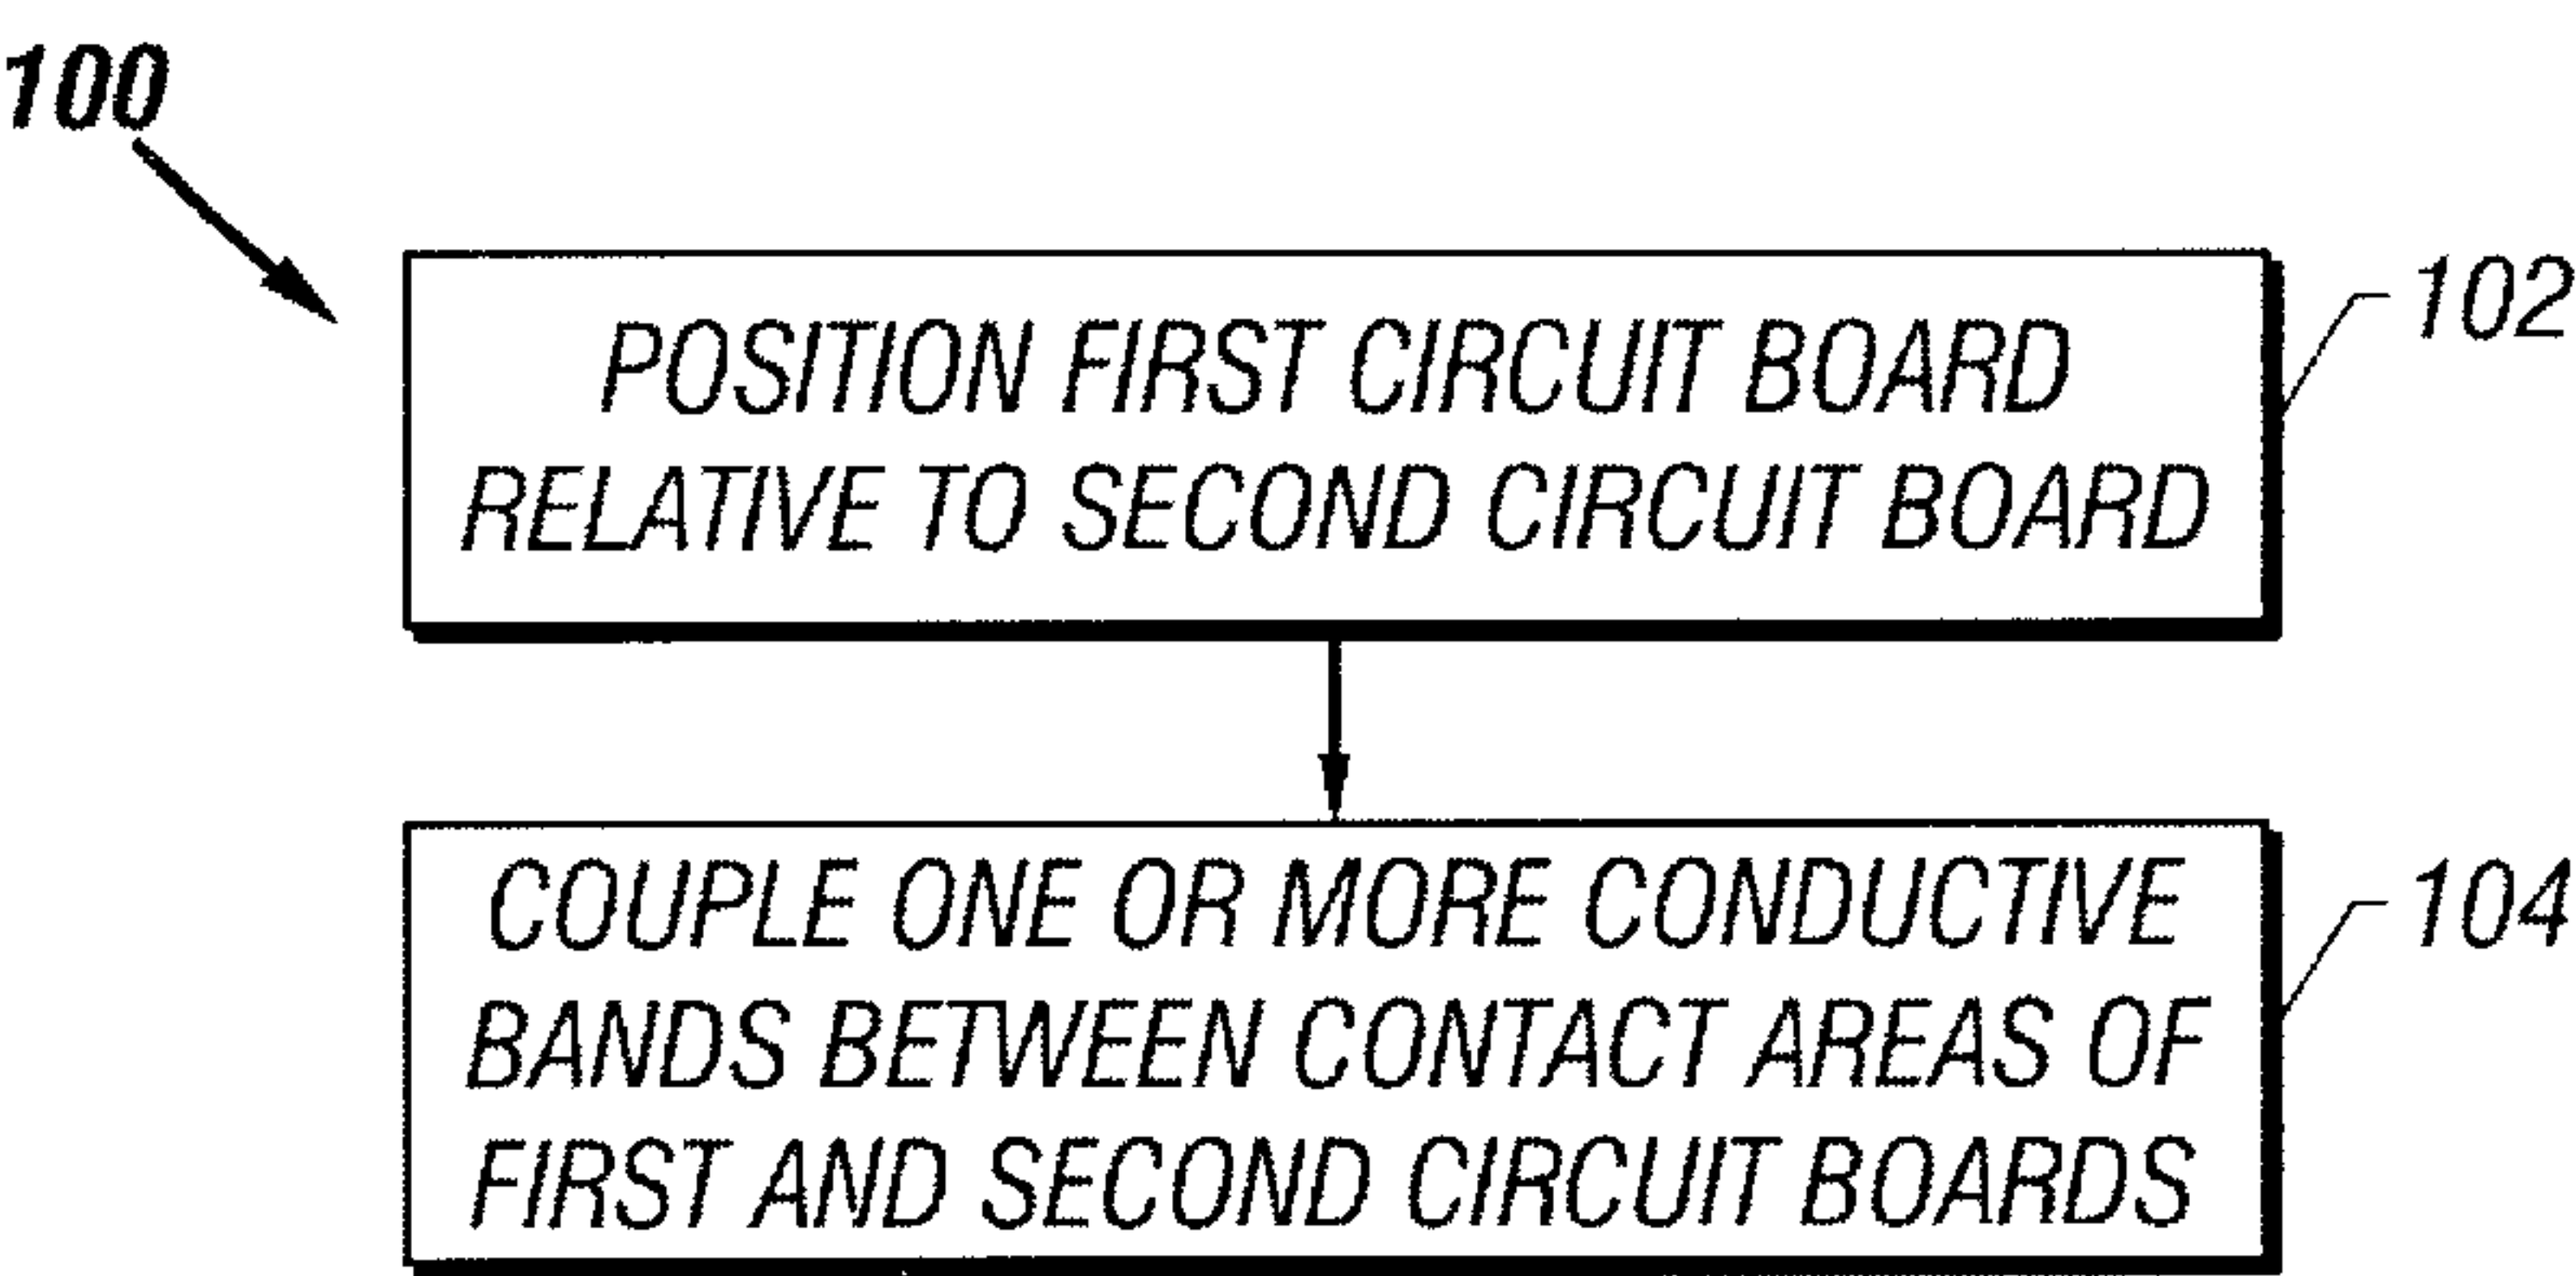 100
POSITION FIRST CIRCUIT BOARD
RELATIVE TO SECOND CIRCUIT BOARD
102
COUPLE ONE OR MORE CONDUCTIVE
BANDS BETWEEN CONTACT AREAS OF
FIRST AND SECOND CIRCUIT BOARDS
104